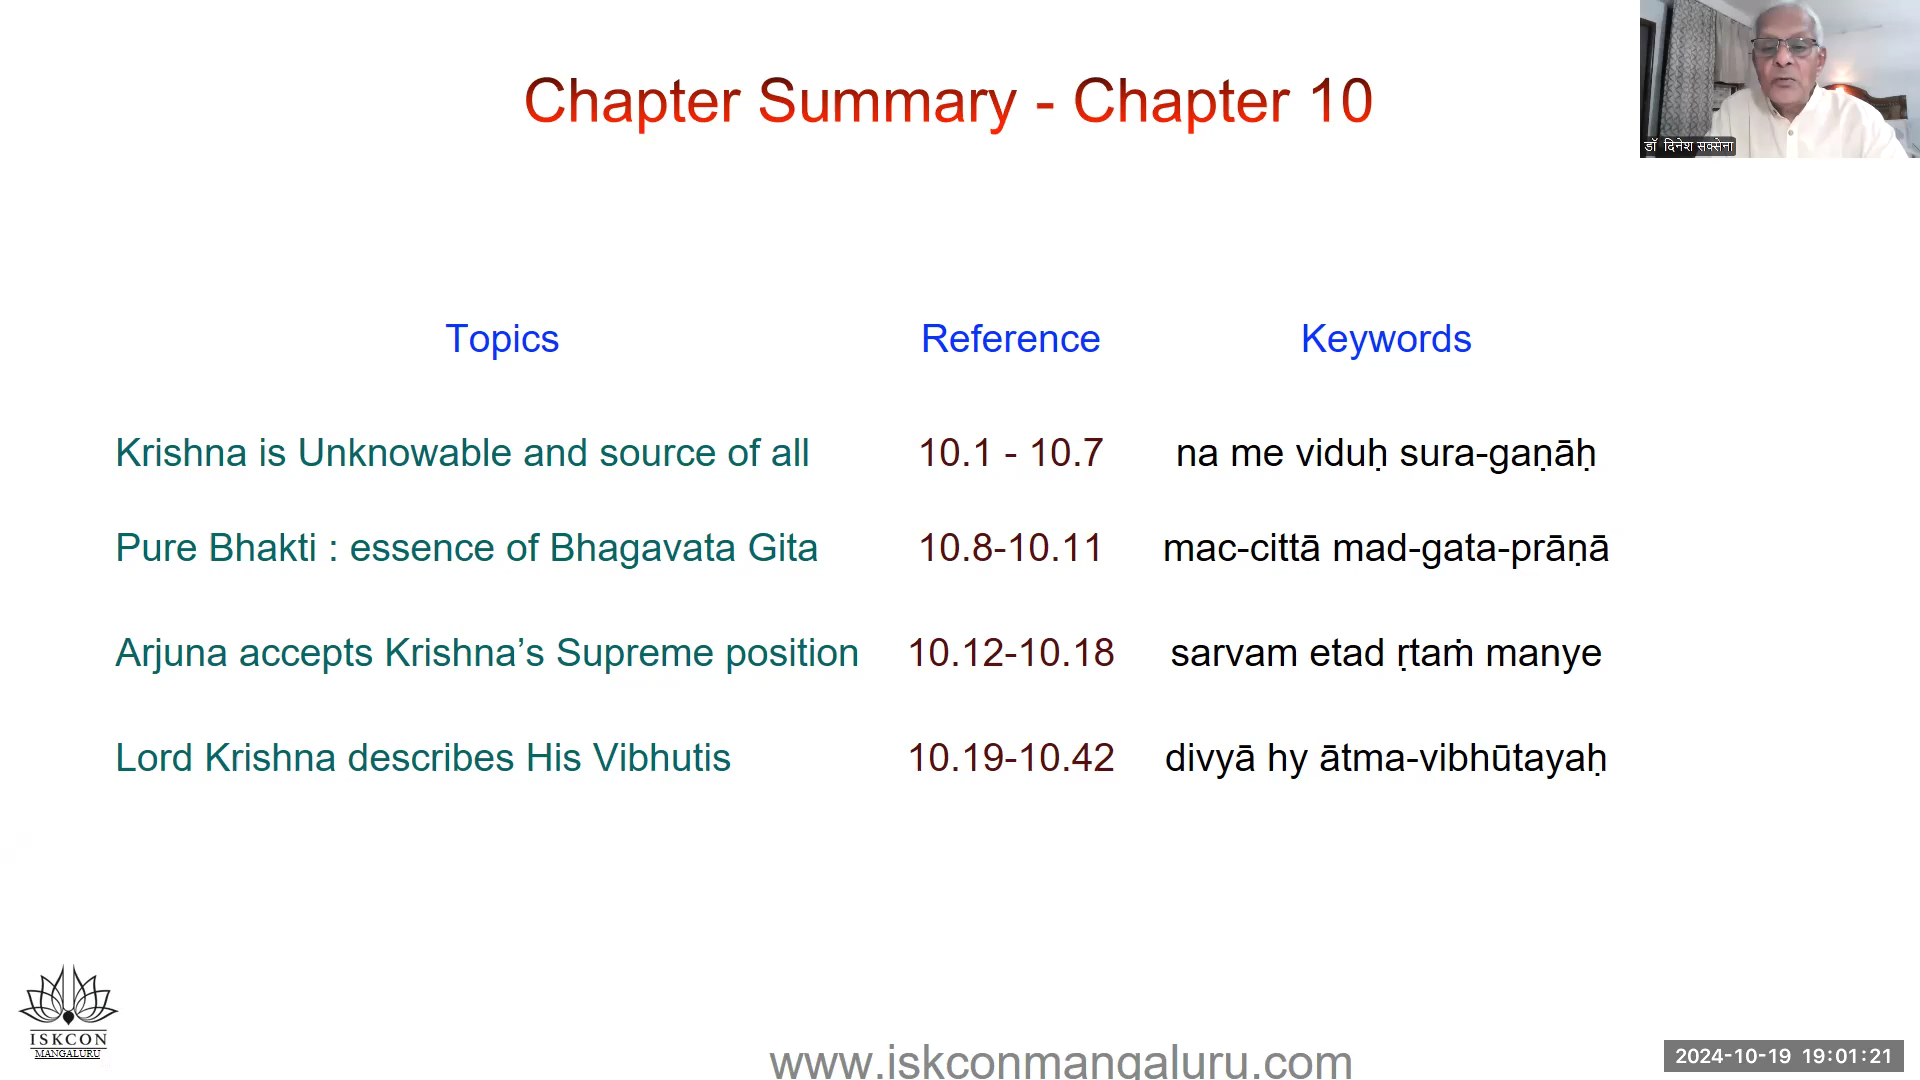 Chapter Summary - Chapter 10
डॉ दिनेश सक्सेना
Topics Reference Keywords
Krishna is Unknowable and source of all 10.1 - 10.7 na me viduḥ sura-gaṇāḥ
Pure Bhakti : essence of Bhagavata Gita 10.8-10.11 mac-cittā mad-gata-prāṇā
Arjuna accepts Krishna’s Supreme position 10.12-10.18 sarvam etad ṛtaṁ manye
Lord Krishna describes His Vibhutis 10.19-10.42 divyā hy ātma-vibhūtayaḥ
ISKCON
MANGALURU
www.iskconmangaluru.com
2024-10-19 19:01:21